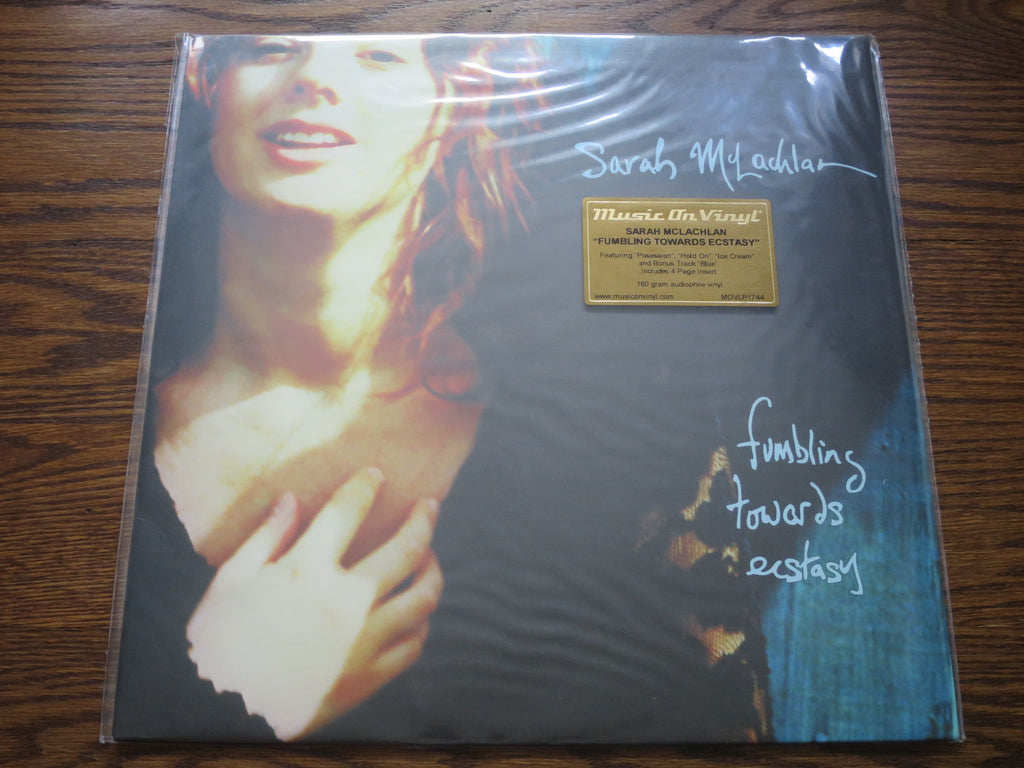 Sarah McLachlan
Music On Vinyl
SARAH MCLACHLAN
"FUMBLING TOWARDS ECSTASY"
Featuring "Posession", "Hold On", "Ice Cream"
and Bonus Track "Blue"
Includes 4 Page Insert
180 gram audiophile vinyl
www.musiconvinyl.com MOVLP1744
fumbling
towards
ecstasy